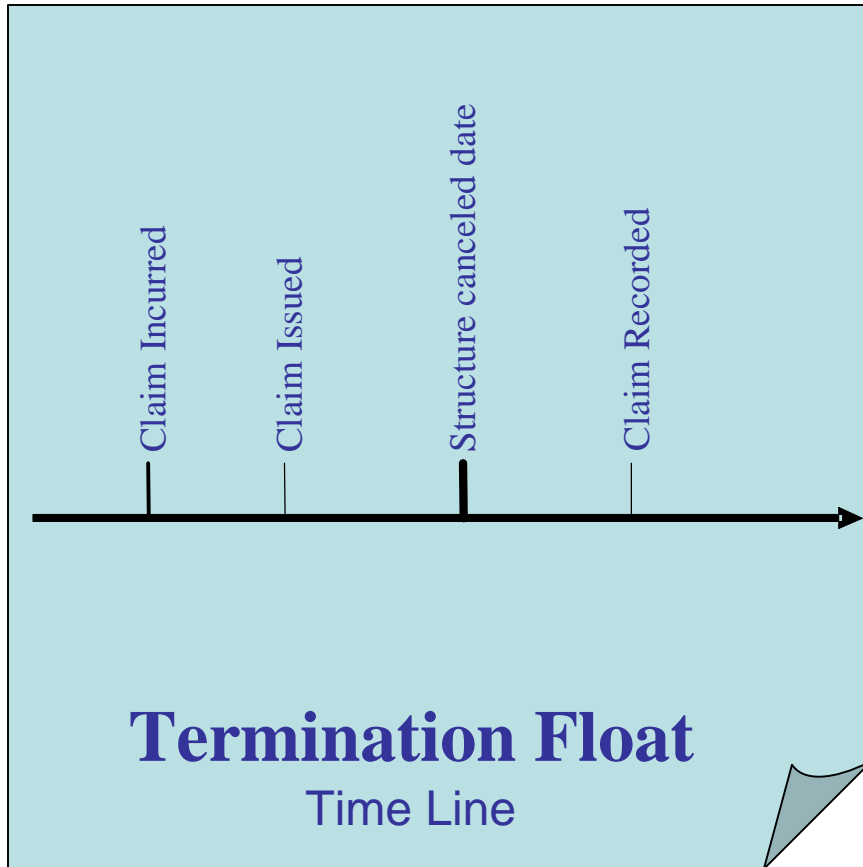 Claim Incurred
Claim Issued
Structure canceled date
Claim Recorded
Termination Float
Time Line